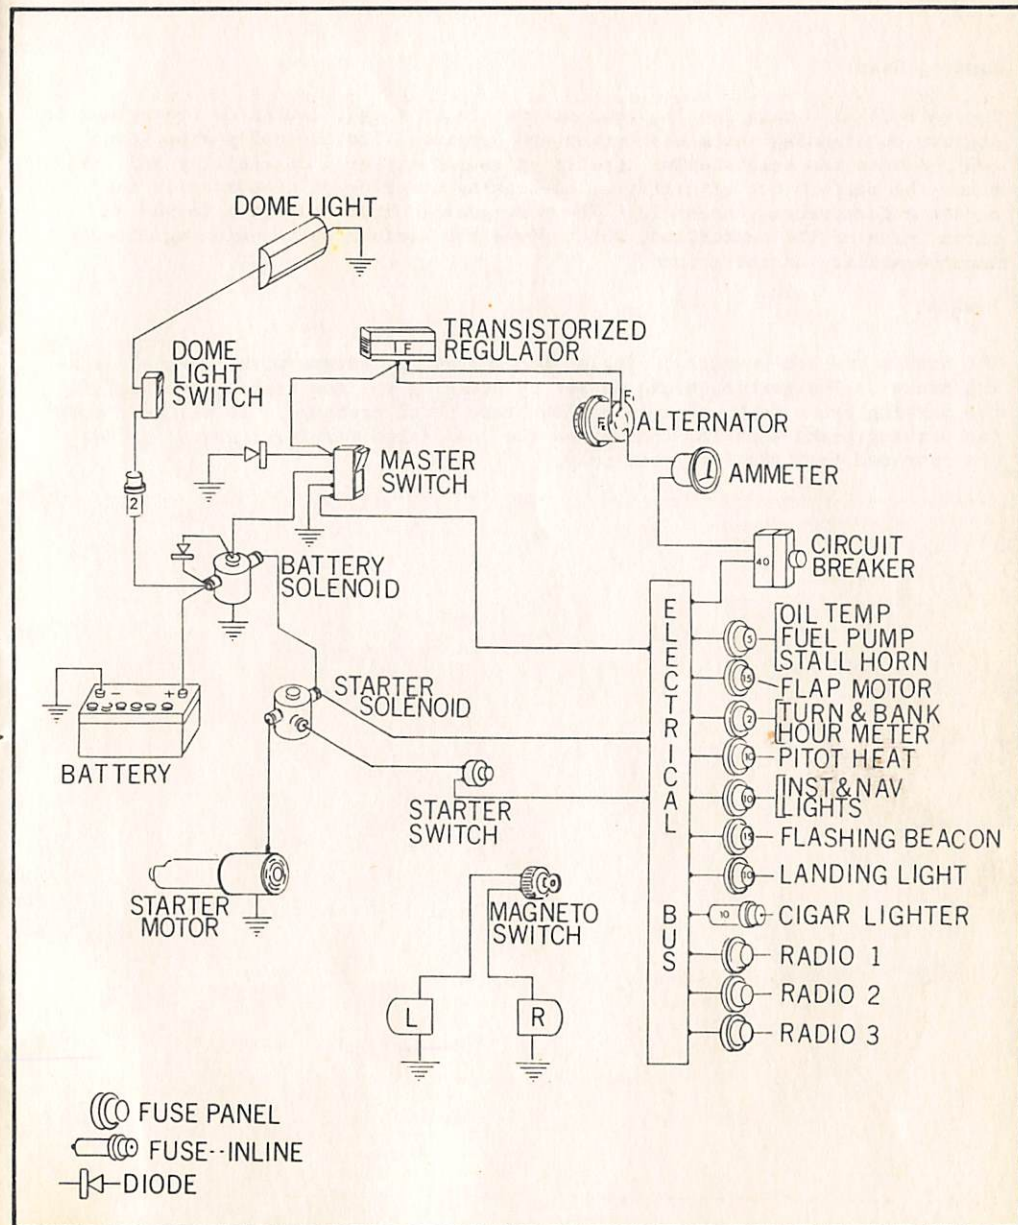 DOME LIGHT
TRANSISTORIZED
REGULATOR
I F
DOME
LIGHT
SWITCH
F₁
F₂
ALTERNATOR
MASTER
SWITCH
AMMETER
2
BATTERY
SOLENOID
CIRCUIT
BREAKER
40
ELECTRICAL BUS
5
OIL TEMP
FUEL PUMP
STALL HORN
15
FLAP MOTOR
2
TURN & BANK
HOUR METER
10
PITOT HEAT
10
INST & NAV
LIGHTS
15
FLASHING BEACON
10
LANDING LIGHT
10
CIGAR LIGHTER
RADIO 1
RADIO 2
RADIO 3
- +
BATTERY
STARTER
SOLENOID
STARTER
SWITCH
STARTER
MOTOR
MAGNETO
SWITCH
L
R
FUSE PANEL
FUSE--INLINE
DIODE